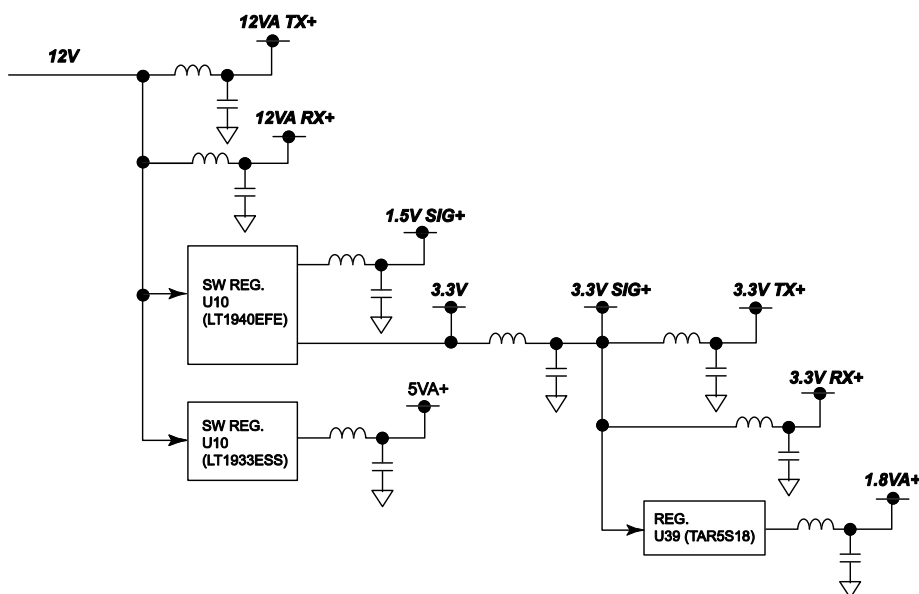 12VA TX+
12V
12VA RX+
1.5V SIG+
SW REG.
U10
(LT1940EFE)
3.3V
3.3V SIG+
3.3V TX+
3.3V RX+
5VA+
SW REG.
U10
(LT1933ESS)
1.8VA+
REG.
U39 (TAR5S18)